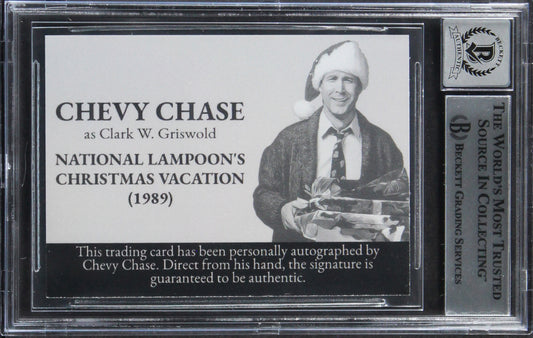 CHEVY CHASE
as Clark W. Griswold
NATIONAL LAMPOON'S
CHRISTMAS VACATION
(1989)
This trading card has been personally autographed by
Chevy Chase. Direct from his hand, the signature is
guaranteed to be authentic.
BECKETT
AUTHENTIC
THE WORLD'S MOST TRUSTED
SOURCE IN COLLECTING™
BECKETT GRADING SERVICES